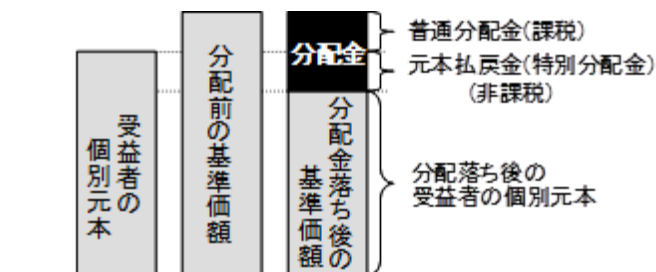 受益者の
個別元本
分配前の基準価額
分配金
分配金落ち後の
基準価額
普通分配金(課税)
元本払戻金(特別分配金)
(非課税)
分配落ち後の
受益者の個別元本